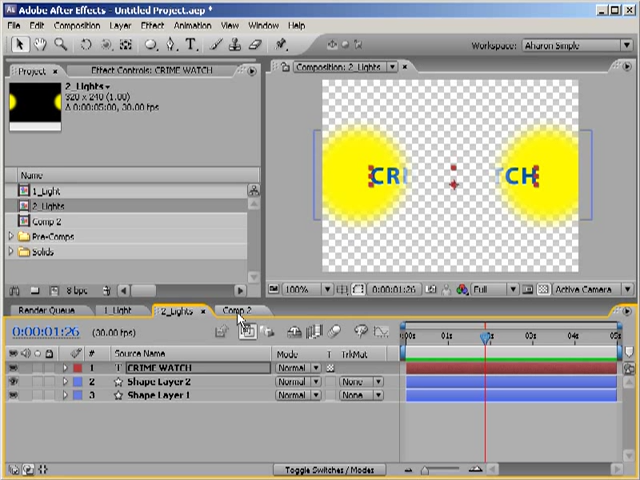 Adobe After Effects - Untitled Project.aep *
File Edit Composition Layer Effect Animation View Window Help
Workspace: Aharon Simple
Project × Effect Controls: CRIME WATCH
Composition: 2_Lights ×
2_Lights
320 x 240 (1.00)
Δ 0:00:05:00, 30.00 fps
CRI CH
Name
1_Light
2_Lights
Comp 2
Pre-Comps
Solids
8 bpc
100% 0:00:01:26 Full Active Camera
Render Queue 1_Light 2_Lights × Comp 2
0:00:01:26 (30.00 fps)
:00s 01s 02s 03s 04s 05s
# Source Name Mode T TrkMat
1 T CRIME WATCH Normal
2 Shape Layer 2 Normal None
3 Shape Layer 1 Normal None
Toggle Switches / Modes